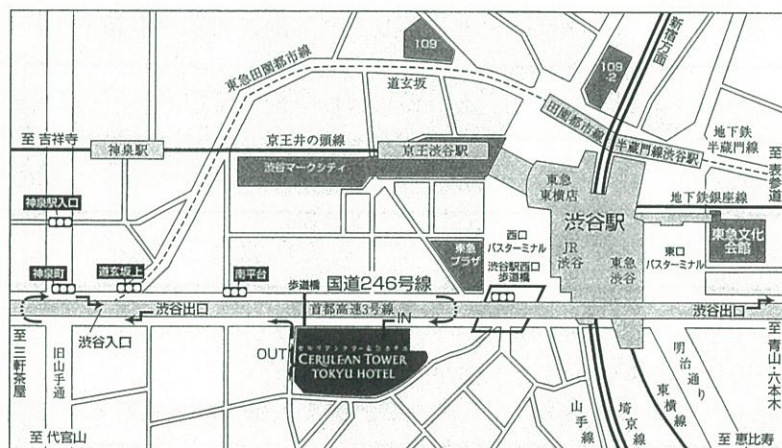 109
109-2
新宿方面
東急田園都市線
道玄坂
田園都市線
半蔵門線渋谷駅
地下鉄
半蔵門線
至 表参道
至 吉祥寺
神泉駅
京王井の頭線
京王渋谷駅
渋谷マークシティ
東急
東横店
渋谷駅
地下鉄銀座線
神泉駅入口
東急
プラザ
西口
バスターミナル
渋谷駅西口
歩道橋
JR
渋谷
東急
渋谷
東口
バスターミナル
東急文化
会館
神泉町
道玄坂上
南平台
歩道橋
国道246号線
渋谷出口
首都高速3号線
IN
渋谷出口
渋谷入口
OUT
セルリアンタワー東急ホテル
CERULEAN TOWER
TOKYU HOTEL
至 三軒茶屋
旧山手通
至 代官山
山手線
埼京線
東横線
明治通り
至 青山・六本木
至 恵比寿